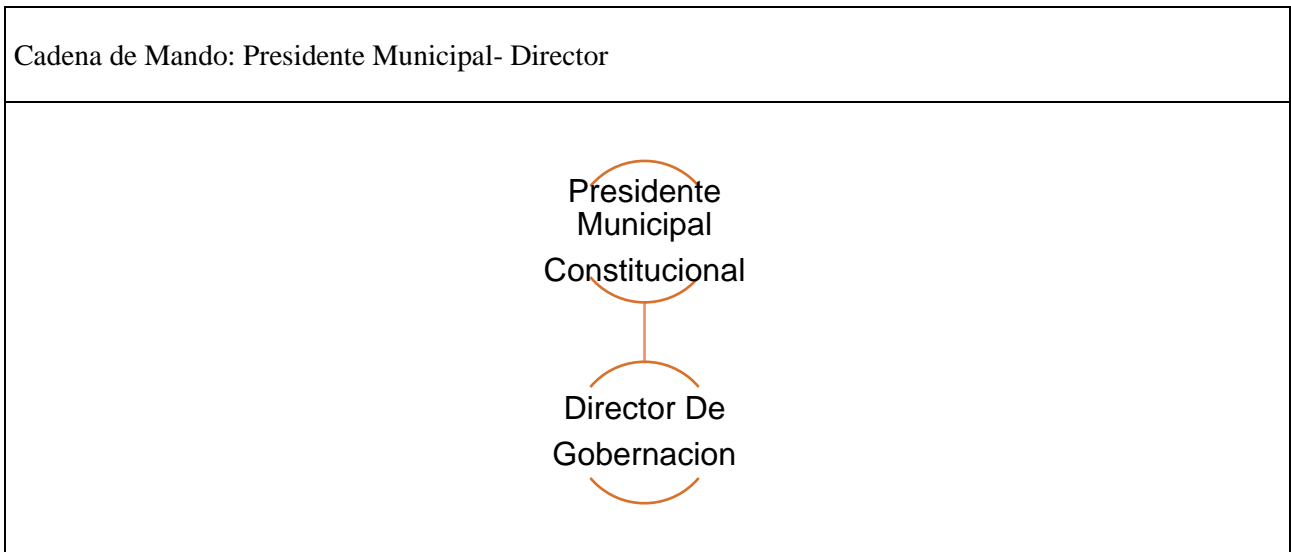 Cadena de Mando: Presidente Municipal- Director
Presidente
Municipal
Constitucional
Director De
Gobernacion